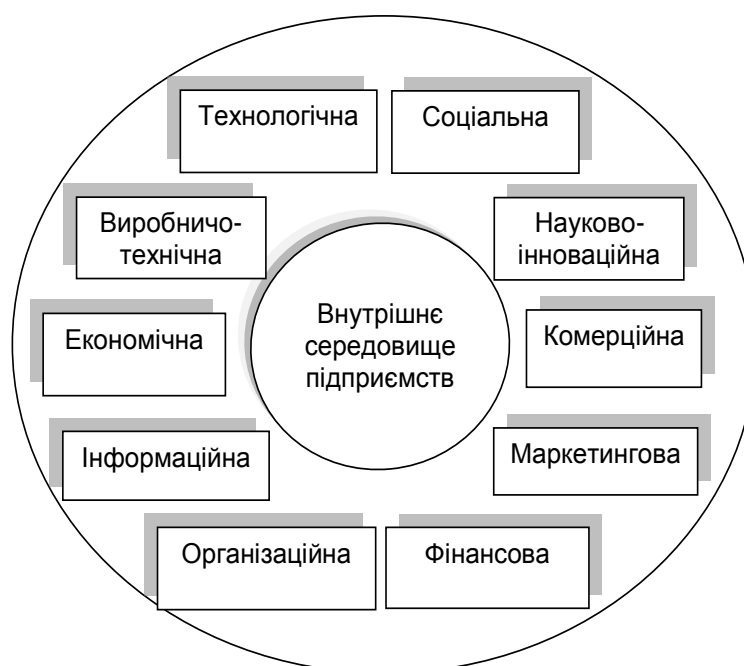 Технологічна
Соціальна
Виробничо-
технічна
Науково-
інноваційна
Економічна
Внутрішнє
середовище
підприємств
Комерційна
Інформаційна
Маркетингова
Організаційна
Фінансова